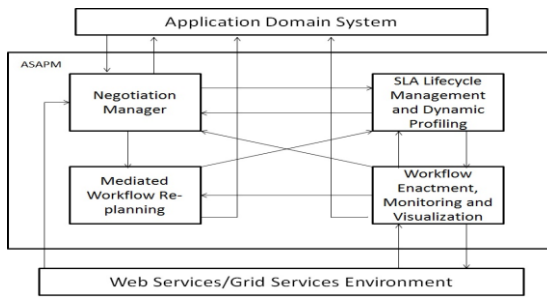 Application Domain System
ASAPM
Negotiation
Manager
SLA Lifecycle
Management
and Dynamic
Profiling
Mediated
Workflow Re-
planning
Workflow
Enactment,
Monitoring and
Visualization
Web Services/Grid Services Environment